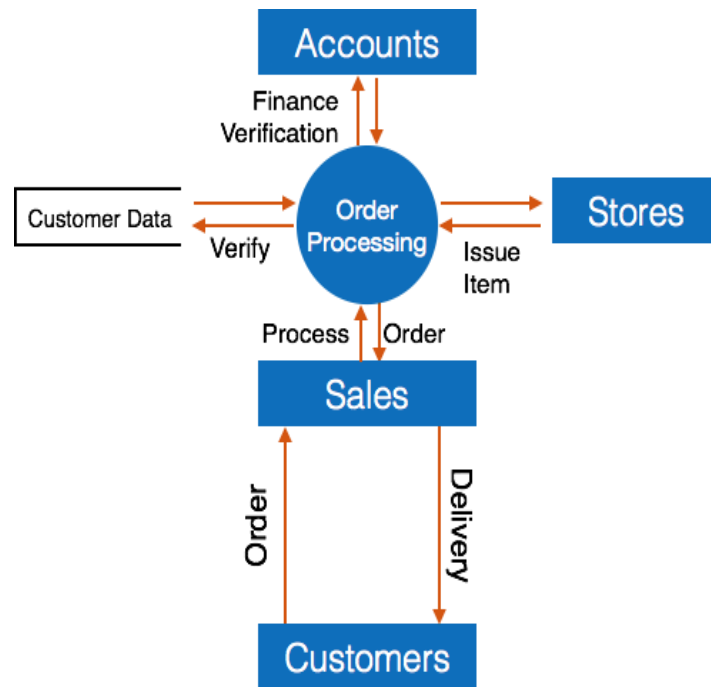 Accounts
Finance
Verification
Customer Data
Order
Processing
Stores
Verify
Issue
Item
Process
Order
Sales
Order
Delivery
Customers